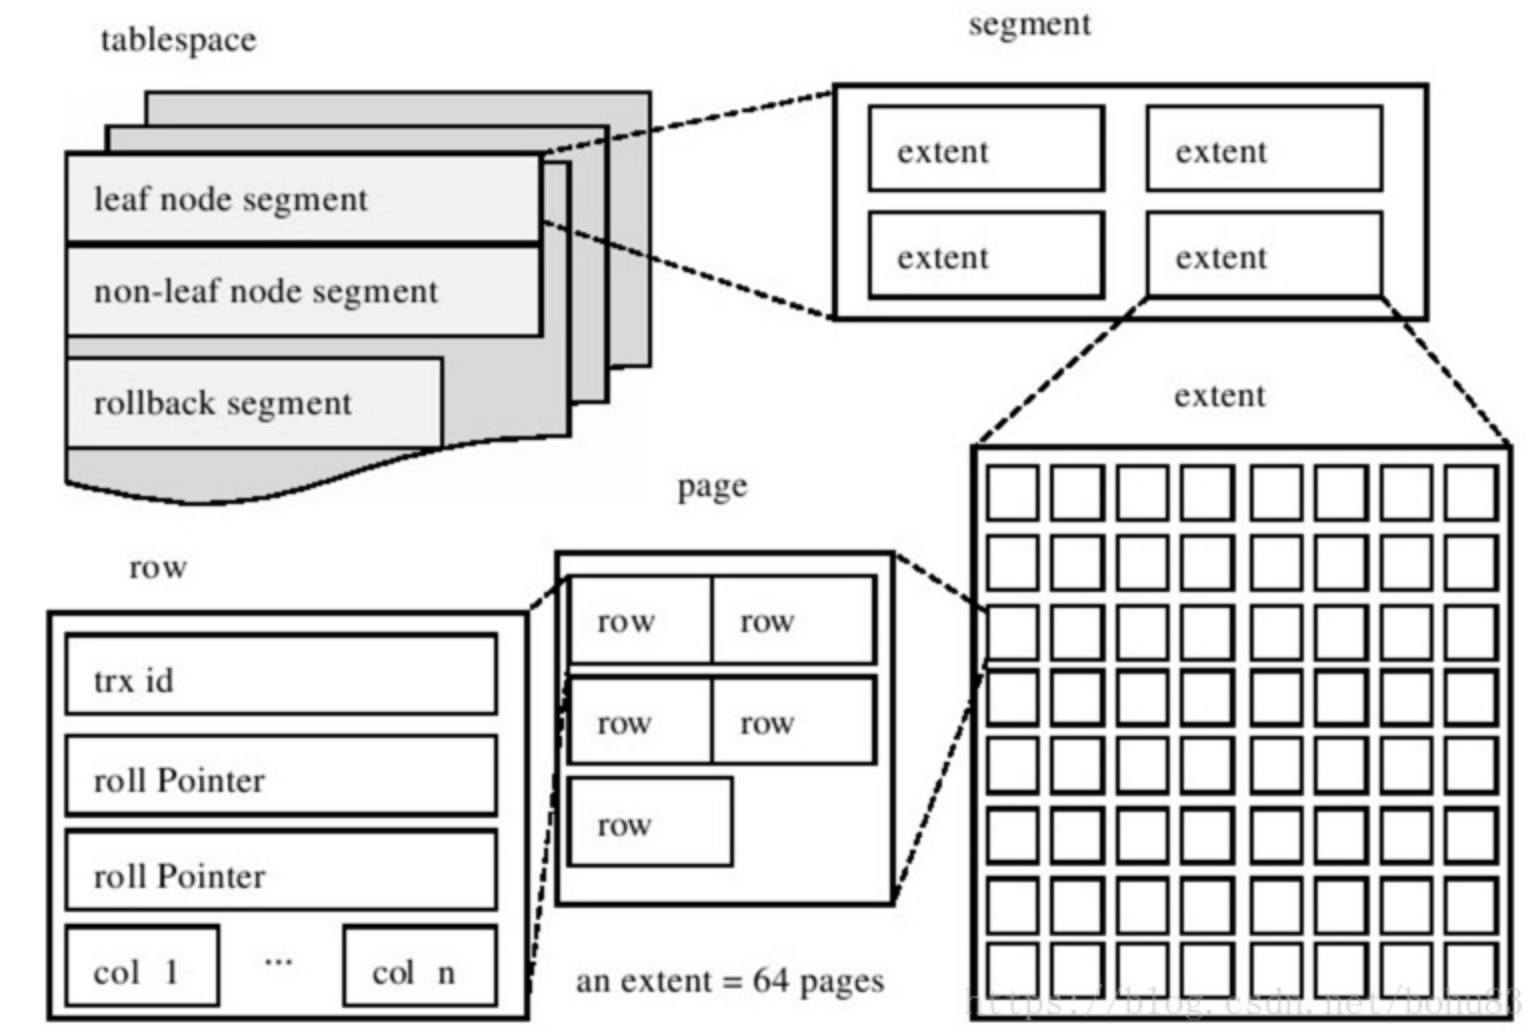 tablespace
segment
leaf node segment
non-leaf node segment
rollback segment
extent
extent
extent
extent
extent
page
row
row
row
row
row
row
trx id
roll Pointer
roll Pointer
col 1
...
col n
an extent = 64 pages
https://blog.csdn.net/bohu83